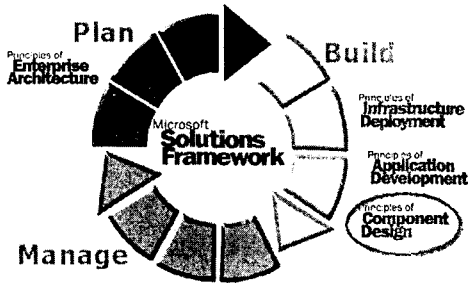 Plan
Principles of
Enterprise
Architecture
Build
Principles of
Infrastructure
Deployment
Microsoft
Solutions
Framework
Principles of
Application
Development
Principles of
Component
Design
Manage